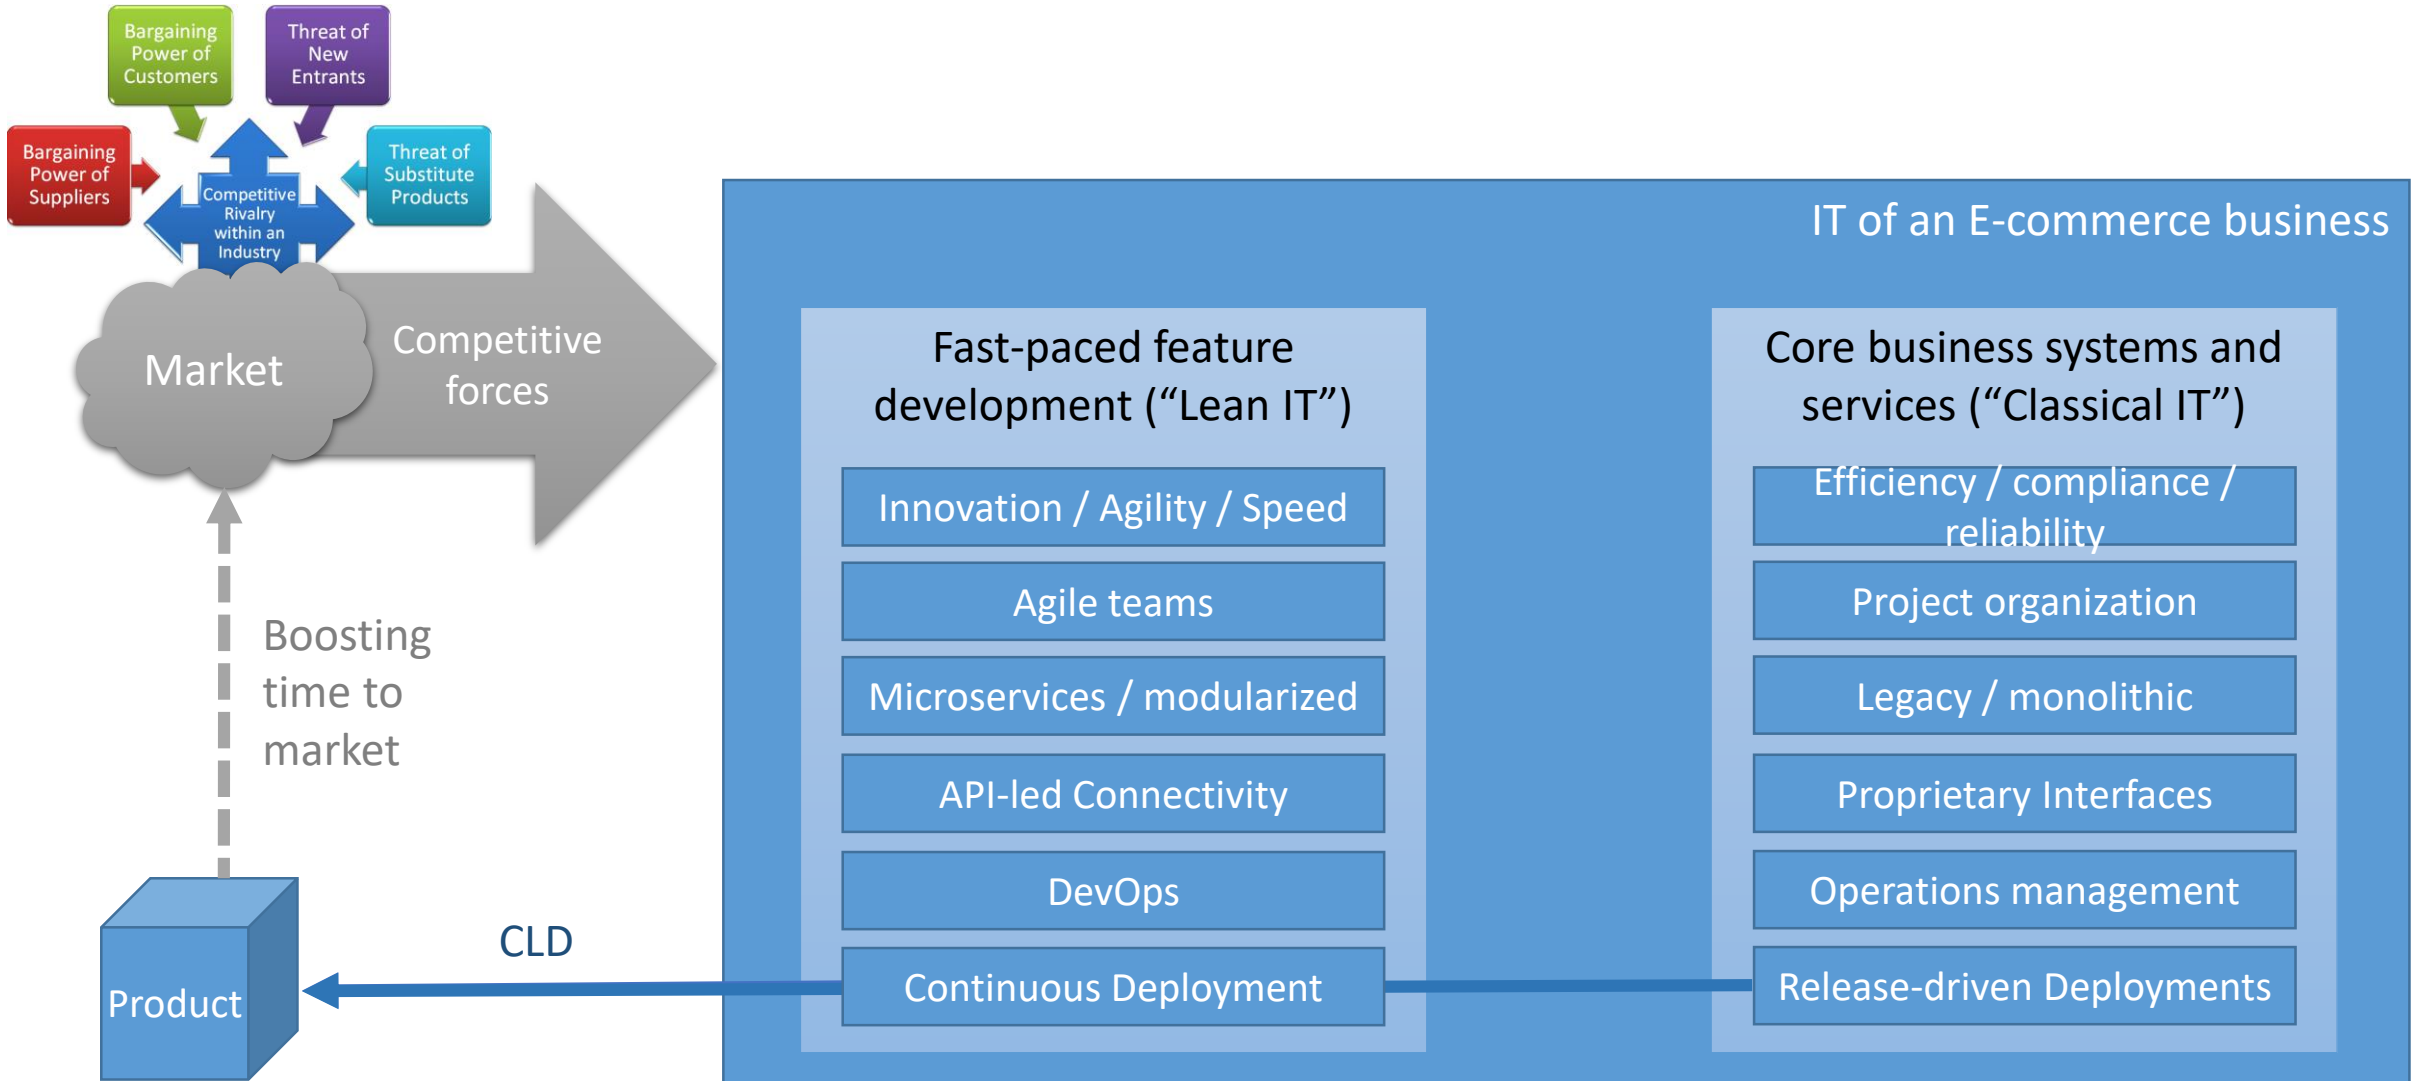 Bargaining
Power of
Customers
Threat of
New
Entrants
Bargaining
Power of
Suppliers
Threat of
Substitute
Products
Competitive
Rivalry
within an
Industry
Market
Competitive
forces
Boosting
time to
market
Product
CLD
IT of an E-commerce business
Fast-paced feature
development (“Lean IT”)
Innovation / Agility / Speed
Agile teams
Microservices / modularized
API-led Connectivity
DevOps
Continuous Deployment
Core business systems and
services (“Classical IT”)
Efficiency / compliance /
reliability
Project organization
Legacy / monolithic
Proprietary Interfaces
Operations management
Release-driven Deployments